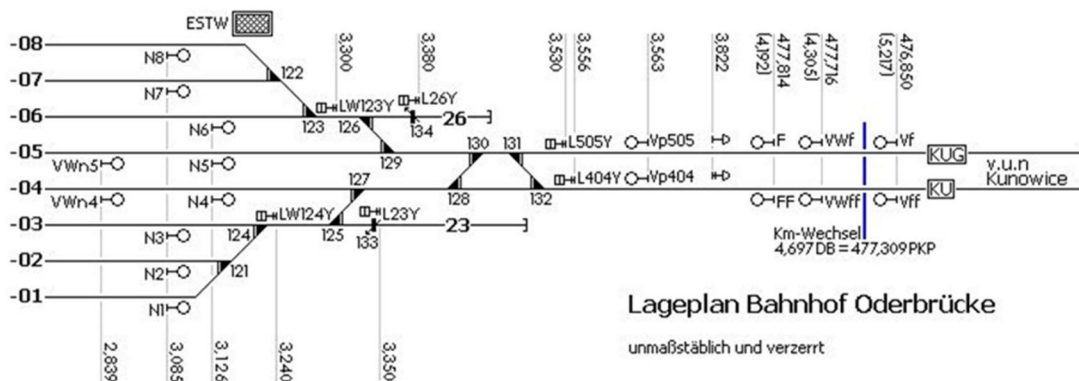 ESTW
3,300
3,380
3,530
3,556
3,563
3,822
(4,192)
477,814
(4,305)
477,716
(5,217)
476,850
-08
N8
122
-07
N7
LW123Y
L26Y
-06
N6
123
126
134
26
130
131
L505Y
Vp505
F
VWf
Vf
-05
VWn5
N5
129
KUG
v.u.n
Kunowice
127
L404Y
Vp404
-04
VWn4
N4
128
132
KU
LW124Y
L23Y
FF
VWff
Vff
-03
N3
124
125
133
23
Km-Wechsel
4,697DB = 477,309PKP
-02
N2
121
-01
N1
Lageplan Bahnhof Oderbrücke
unmaßstäblich und verzerrt
2,839
3,085
3,126
3,240
3,350